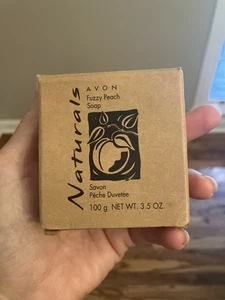 Naturals
AVON
Fuzzy Peach
Soap
Savon
Pêche Duvetée
100 g NET WT. 3.5 OZ.